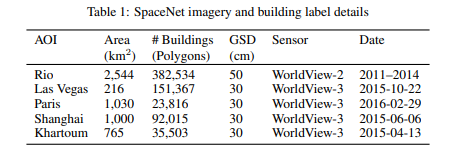 Table 1: SpaceNet imagery and building label details
AOI Area # Buildings GSD Sensor Date
(km²) (Polygons) (cm)
Rio 2,544 382,534 50 WorldView-2 2011–2014
Las Vegas 216 151,367 30 WorldView-3 2015-10-22
Paris 1,030 23,816 30 WorldView-3 2016-02-29
Shanghai 1,000 92,015 30 WorldView-3 2015-06-06
Khartoum 765 35,503 30 WorldView-3 2015-04-13